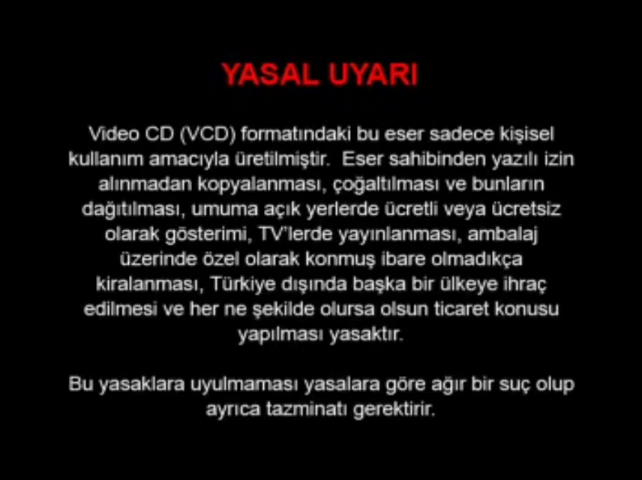 YASAL UYARI
Video CD (VCD) formatındaki bu eser sadece kişisel
kullanım amacıyla üretilmiştir.  Eser sahibinden yazılı izin
alınmadan kopyalanması, çoğaltılması ve bunların
dağıtılması, umuma açık yerlerde ücretli veya ücretsiz
olarak gösterimi, TV'lerde yayınlanması, ambalaj
üzerinde özel olarak konmuş ibare olmadıkça
kiralanması, Türkiye dışında başka bir ülkeye ihraç
edilmesi ve her ne şekilde olursa olsun ticaret konusu
yapılması yasaktır.
Bu yasaklara uyulmaması yasalara göre ağır bir suç olup
ayrıca tazminatı gerektirir.